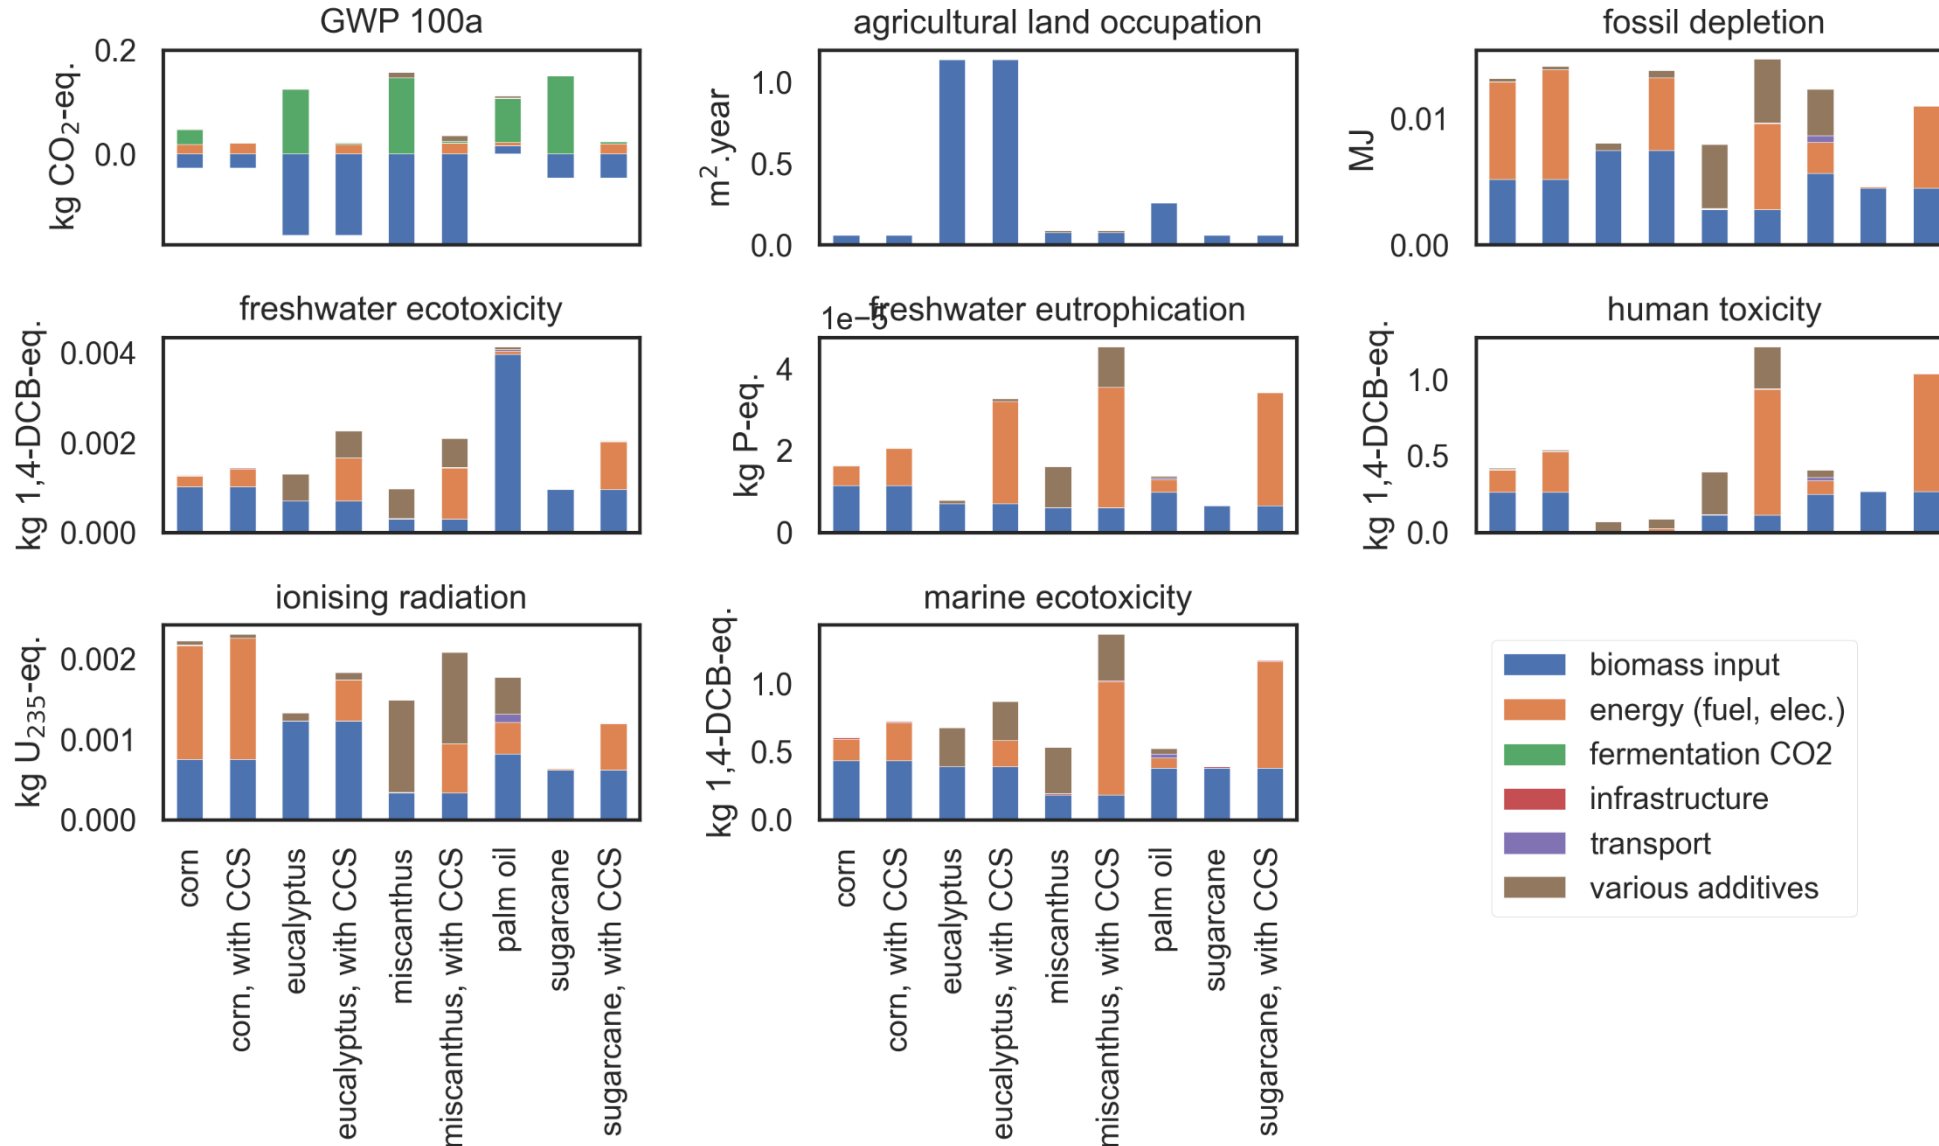 GWP 100a
agricultural land occupation
fossil depletion
kg CO₂-eq.
0.2
0.0
m².year
1.0
0.5
0.0
MJ
0.01
0.00
freshwater ecotoxicity
freshwater eutrophication
human toxicity
kg 1,4-DCB-eq.
0.004
0.002
0.000
1e−5
kg P-eq.
4
2
0
kg 1,4-DCB-eq.
1.0
0.5
0.0
ionising radiation
marine ecotoxicity
kg U₂₃₅-eq.
0.002
0.001
0.000
kg 1,4-DCB-eq.
1.0
0.5
0.0
biomass input
energy (fuel, elec.)
fermentation CO2
infrastructure
transport
various additives
corn
corn, with CCS
eucalyptus
eucalyptus, with CCS
miscanthus
miscanthus, with CCS
palm oil
sugarcane
sugarcane, with CCS
corn
corn, with CCS
eucalyptus
eucalyptus, with CCS
miscanthus
miscanthus, with CCS
palm oil
sugarcane
sugarcane, with CCS